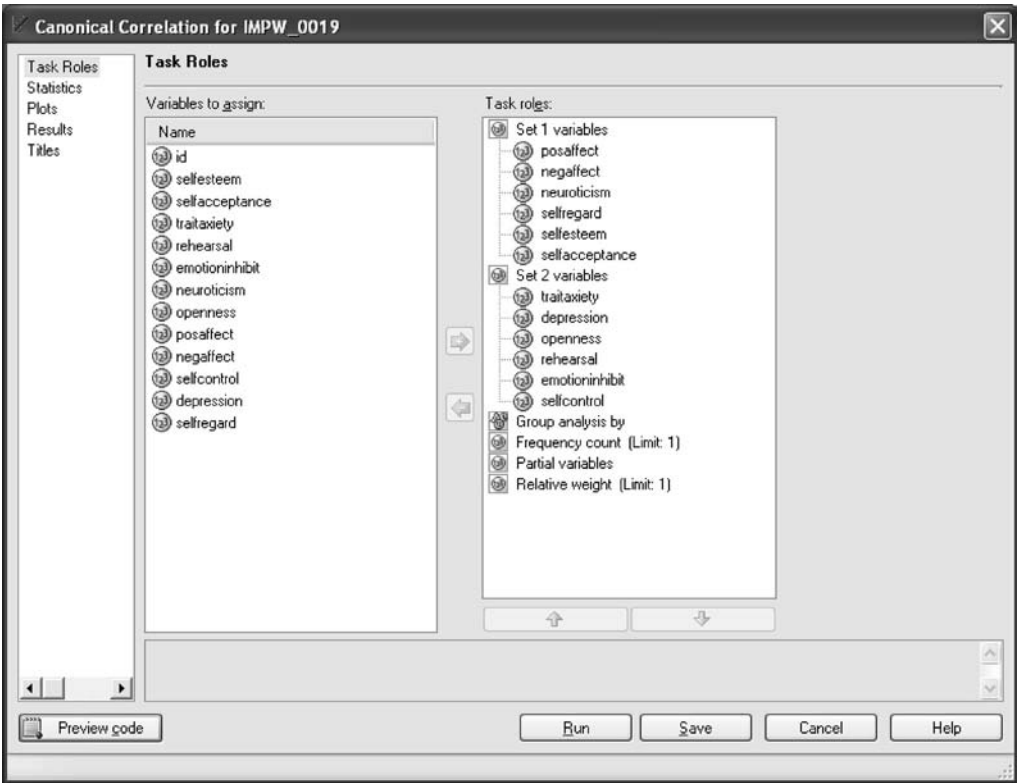 Canonical Correlation for IMPW_0019
Task Roles
Statistics
Plots
Results
Titles
Task Roles
Variables to assign:
Name
id
selfesteem
selfacceptance
traitaxiety
rehearsal
emotioninhibit
neuroticism
openness
posaffect
negaffect
selfcontrol
depression
selfregard
Task roles:
Set 1 variables
posaffect
negaffect
neuroticism
selfregard
selfesteem
selfacceptance
Set 2 variables
traitaxiety
depression
openness
rehearsal
emotioninhibit
selfcontrol
Group analysis by
Frequency count (Limit: 1)
Partial variables
Relative weight (Limit: 1)
Preview code
Run
Save
Cancel
Help